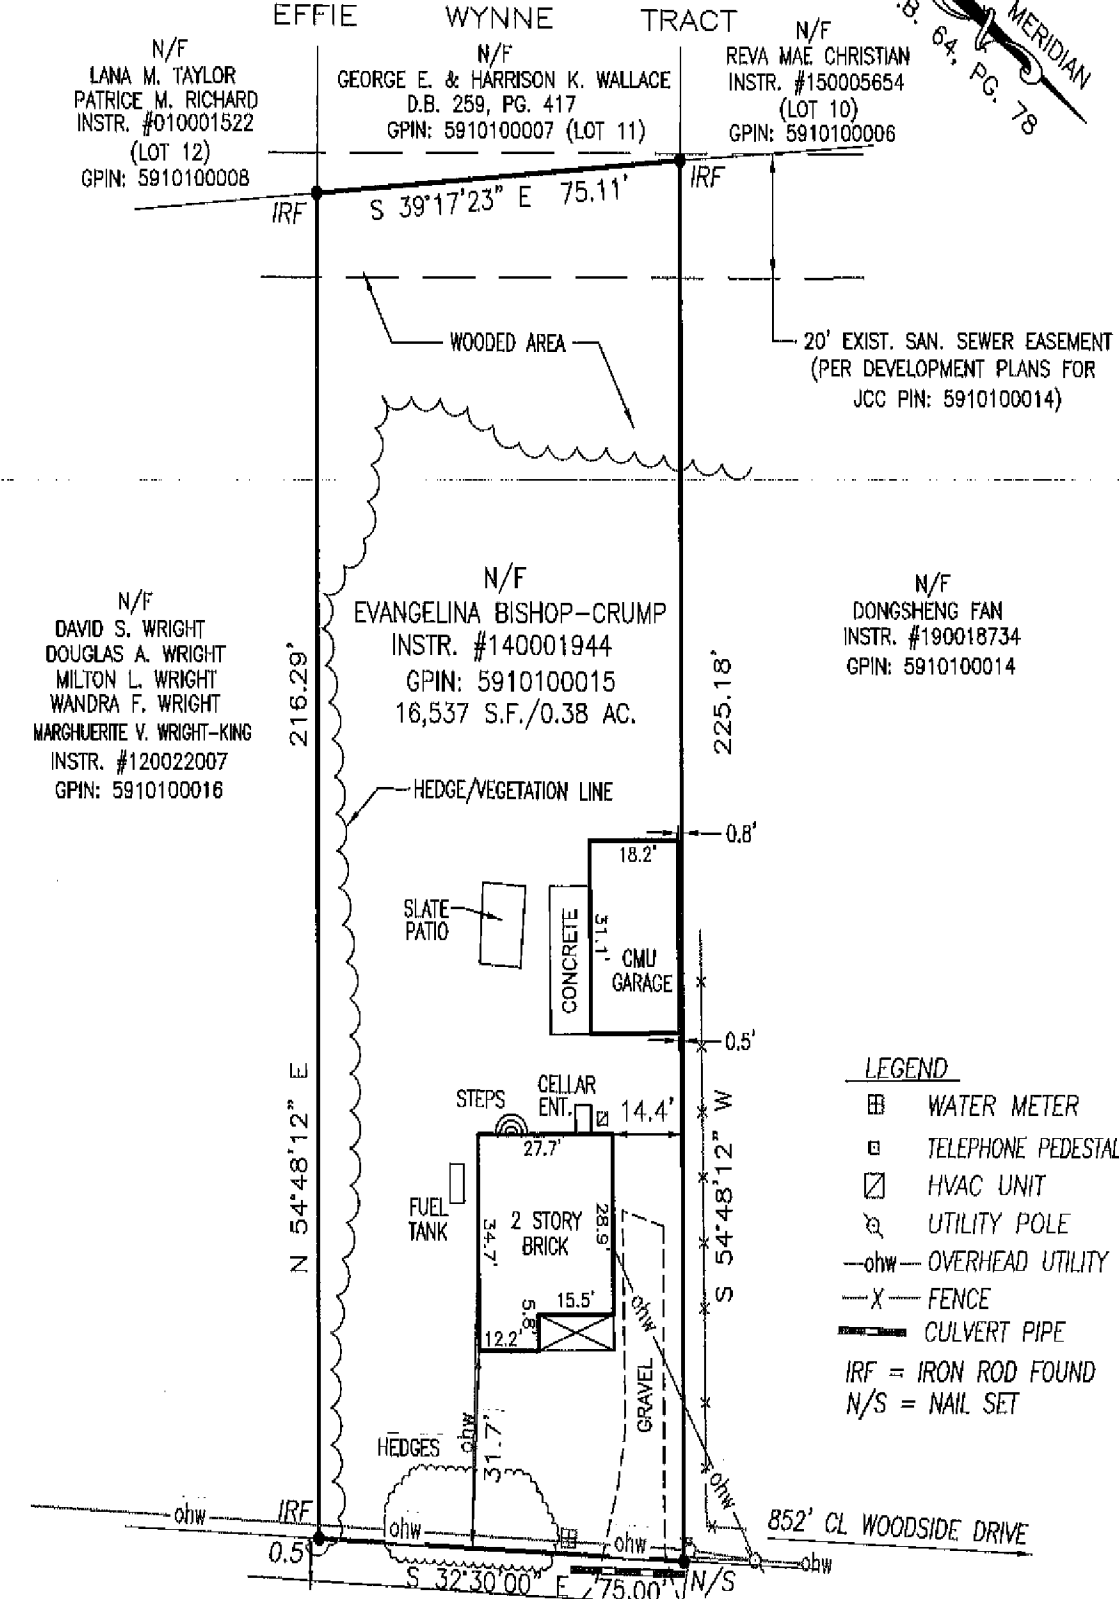 EFFIE WYNNE TRACT
N/F
LANA M. TAYLOR
PATRICE M. RICHARD
INSTR. #010001522
(LOT 12)
GPIN: 5910100008
N/F
GEORGE E. & HARRISON K. WALLACE
D.B. 259, PG. 417
GPIN: 5910100007 (LOT 11)
N/F
REVA MAE CHRISTIAN
INSTR. #150005654
(LOT 10)
GPIN: 5910100006
MERIDIAN
.B. 64, PG. 78
IRF
IRF
S 39°17'23" E 75.11'
WOODED AREA
20' EXIST. SAN. SEWER EASEMENT
(PER DEVELOPMENT PLANS FOR
JCC PIN: 5910100014)
N/F
DAVID S. WRIGHT
DOUGLAS A. WRIGHT
MILTON L. WRIGHT
WANDRA F. WRIGHT
MARGHUERITE V. WRIGHT-KING
INSTR. #120022007
GPIN: 5910100016
N/F
EVANGELINA BISHOP-CRUMP
INSTR. #140001944
GPIN: 5910100015
16,537 S.F./0.38 AC.
N/F
DONGSHENG FAN
INSTR. #190018734
GPIN: 5910100014
216.29'
225.18'
HEDGE/VEGETATION LINE
0.8'
18.2'
SLATE
PATIO
CONCRETE
31.1'
CMU
GARAGE
0.5'
N 54°48'12" E
S 54°48'12" W
STEPS
CELLAR
ENT.
14.4'
27.7'
FUEL
TANK
34.7'
2 STORY
BRICK
28.9'
15.5'
5.8'
12.2'
ohw
GRAVEL
ohw
31.7'
HEDGES
ohw
LEGEND
WATER METER
TELEPHONE PEDESTAL
HVAC UNIT
UTILITY POLE
ohw OVERHEAD UTILITY
X FENCE
CULVERT PIPE
IRF = IRON ROD FOUND
N/S = NAIL SET
ohw
IRF
ohw
ohw
ohw
852' CL WOODSIDE DRIVE
0.5'
S 32°30'00" E 75.00'
N/S